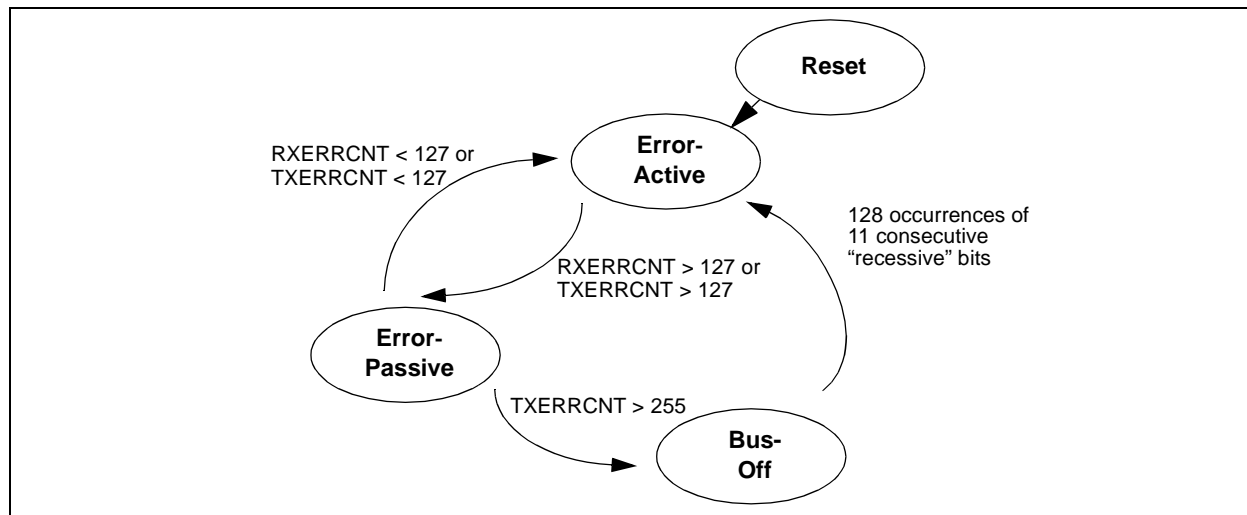 Reset
Error-
Active
RXERRCNT < 127 or
TXERRCNT < 127
128 occurrences of
11 consecutive
“recessive” bits
RXERRCNT > 127 or
TXERRCNT > 127
Error-
Passive
TXERRCNT > 255
Bus-
Off